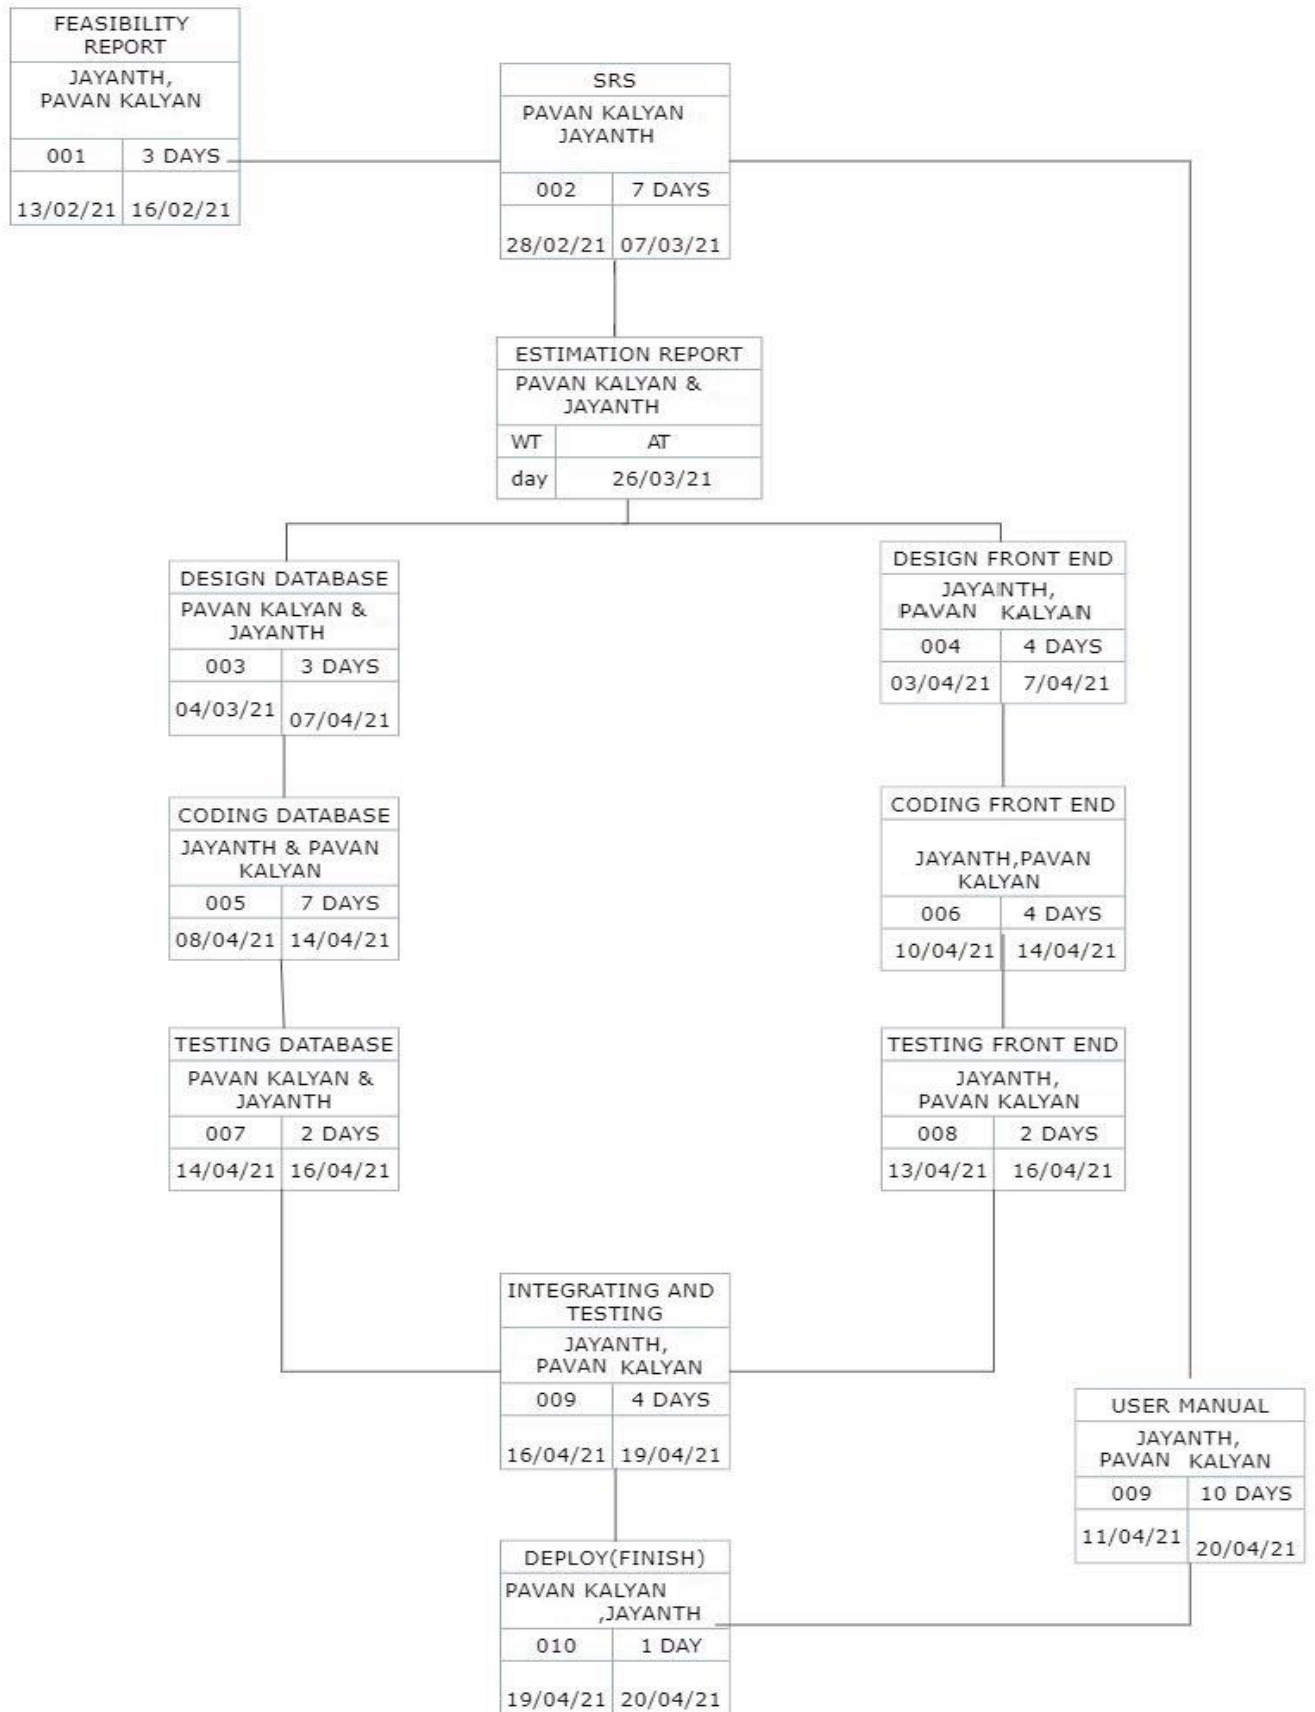 FEASIBILITY
REPORT
JAYANTH,
PAVAN KALYAN
001 3 DAYS
13/02/21 16/02/21
SRS
PAVAN KALYAN
JAYANTH
002 7 DAYS
28/02/21 07/03/21
ESTIMATION REPORT
PAVAN KALYAN &
JAYANTH
WT AT
day 26/03/21
DESIGN DATABASE
PAVAN KALYAN &
JAYANTH
003 3 DAYS
04/03/21 07/04/21
DESIGN FRONT END
JAYANTH,
PAVAN KALYAN
004 4 DAYS
03/04/21 7/04/21
CODING DATABASE
JAYANTH & PAVAN
KALYAN
005 7 DAYS
08/04/21 14/04/21
CODING FRONT END
JAYANTH,PAVAN
KALYAN
006 4 DAYS
10/04/21 14/04/21
TESTING DATABASE
PAVAN KALYAN &
JAYANTH
007 2 DAYS
14/04/21 16/04/21
TESTING FRONT END
JAYANTH,
PAVAN KALYAN
008 2 DAYS
13/04/21 16/04/21
INTEGRATING AND
TESTING
JAYANTH,
PAVAN KALYAN
009 4 DAYS
16/04/21 19/04/21
USER MANUAL
JAYANTH,
PAVAN KALYAN
009 10 DAYS
11/04/21 20/04/21
DEPLOY(FINISH)
PAVAN KALYAN
,JAYANTH
010 1 DAY
19/04/21 20/04/21